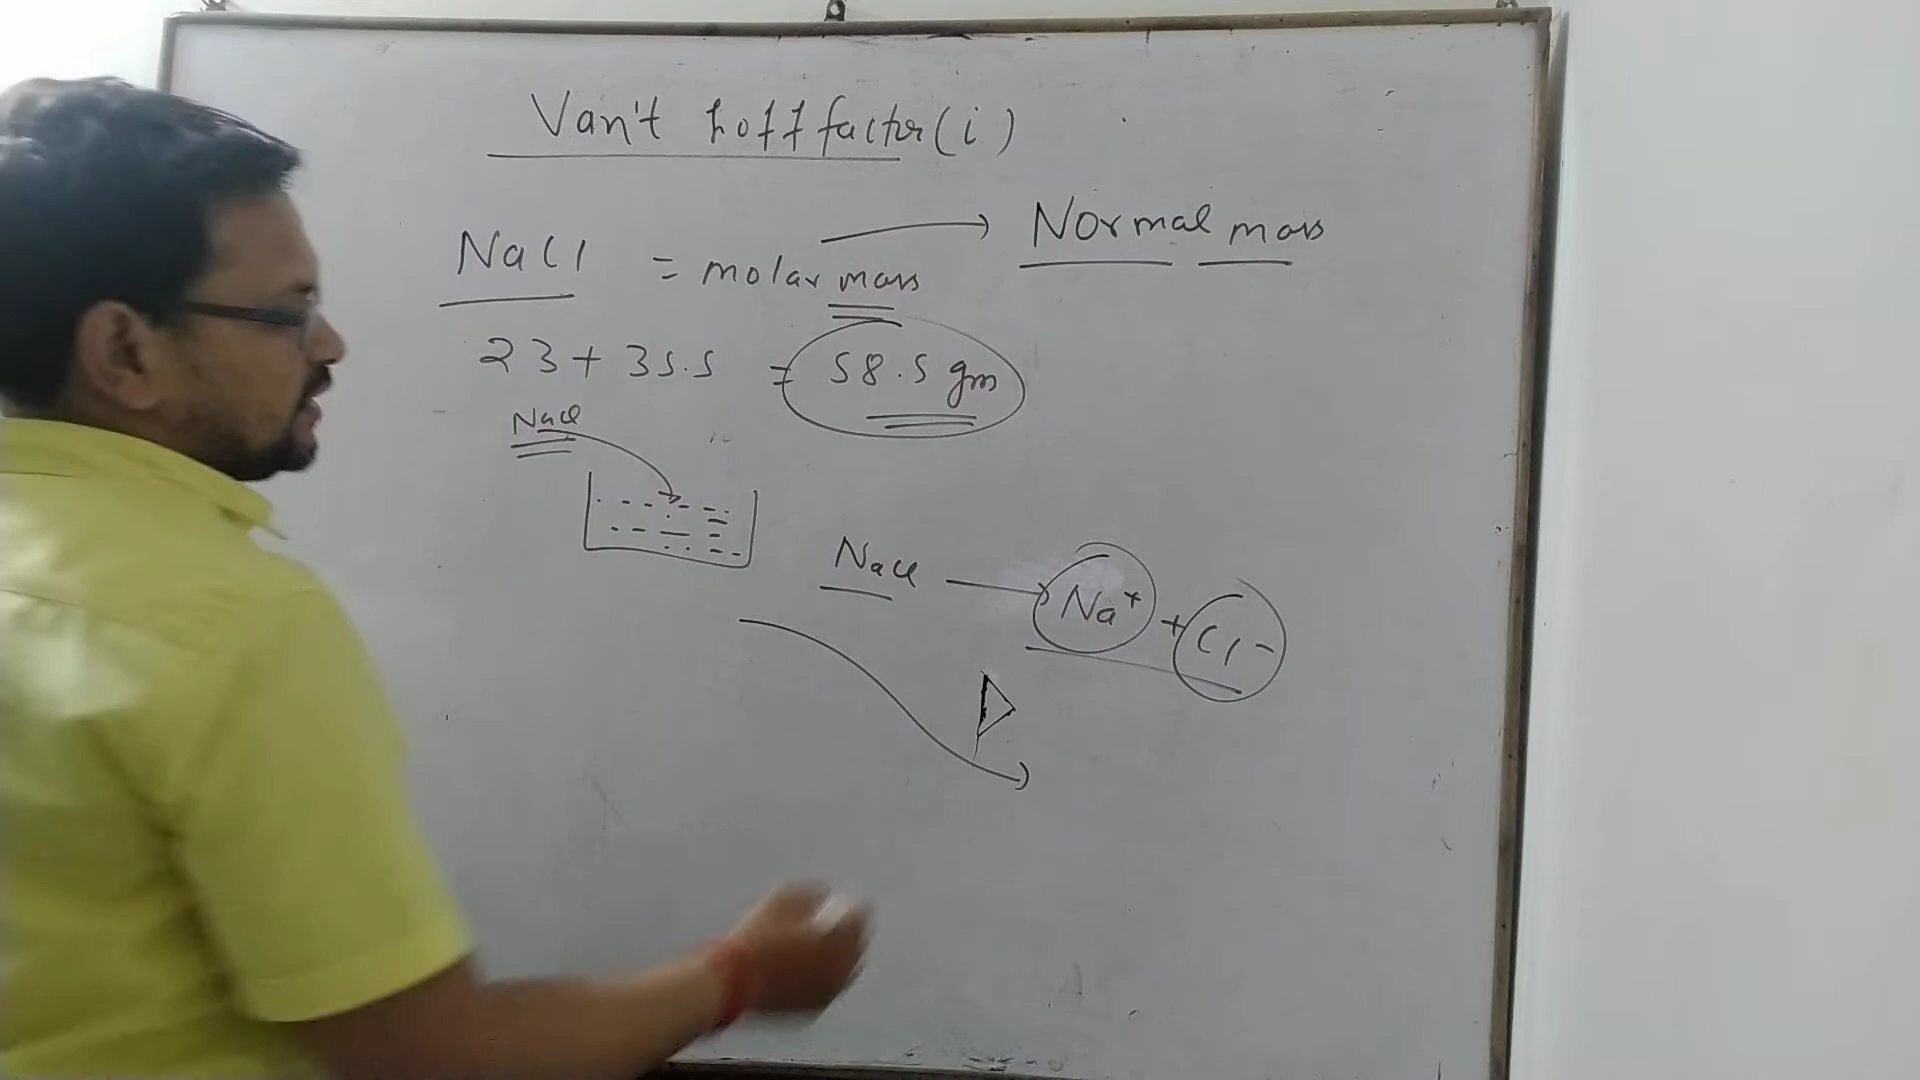 Van't hoff factor (i)
NaCl = molar mass → Normal mass
23 + 35.5 = 58.5 gm
NaCl
NaCl → Na⁺ + Cl⁻